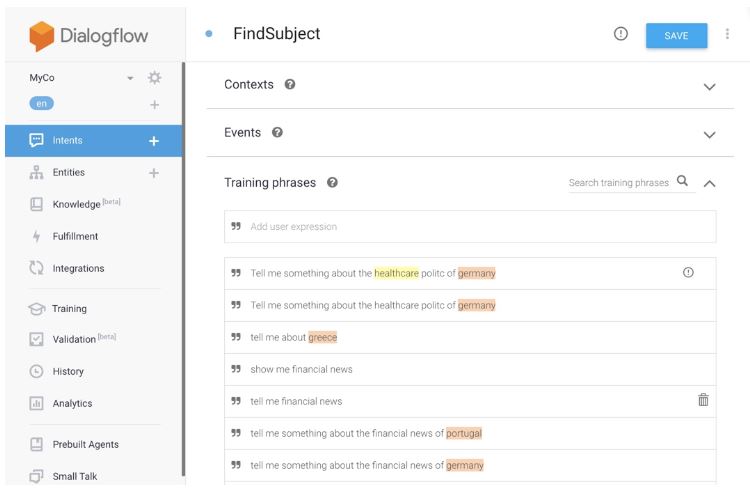 Dialogflow
FindSubject
SAVE
MyCo
en
Intents
Entities
Knowledge [beta]
Fulfillment
Integrations
Training
Validation [beta]
History
Analytics
Prebuilt Agents
Small Talk
Contexts
Events
Training phrases
Search training phrases
Add user expression
Tell me something about the healthcare politc of germany
Tell me something about the healthcare politc of germany
tell me about greece
show me financial news
tell me financial news
tell me something about the financial news of portugal
tell me something about the financial news of germany